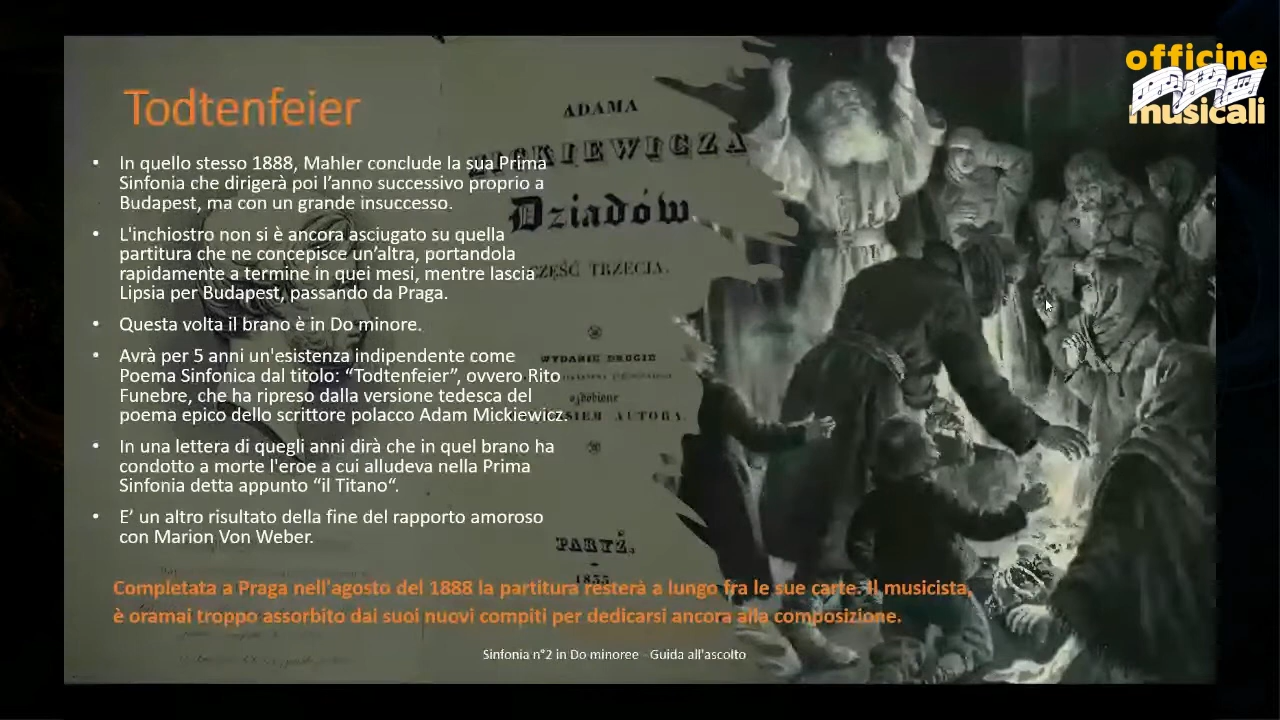 officine
musicali
Todtenfeier
• In quello stesso 1888, Mahler conclude la sua Prima
Sinfonia che dirigerà poi l’anno successivo proprio a
Budapest, ma con un grande insuccesso.
• L'inchiostro non si è ancora asciugato su quella
partitura che ne concepisce un’altra, portandola
rapidamente a termine in quei mesi, mentre lascia
Lipsia per Budapest, passando da Praga.
• Questa volta il brano è in Do minore.
• Avrà per 5 anni un'esistenza indipendente come
Poema Sinfonica dal titolo: “Todtenfeier”, ovvero Rito
Funebre, che ha ripreso dalla versione tedesca del
poema epico dello scrittore polacco Adam Mickiewicz.
• In una lettera di quegli anni dirà che in quel brano ha
condotto a morte l'eroe a cui alludeva nella Prima
Sinfonia detta appunto “il Titano“.
• E’ un altro risultato della fine del rapporto amoroso
con Marion Von Weber.
ADAMA
Dziadów
TRZECIA.
WYDANIE DRUGIE
AUTORA.
PARYŻ.
Completata a Praga nell'agosto del 1888 la partitura resterà a lungo fra le sue carte. Il musicista,
è oramai troppo assorbito dai suoi nuovi compiti per dedicarsi ancora alla composizione.
Sinfonia n°2 in Do minoree - Guida all'ascolto